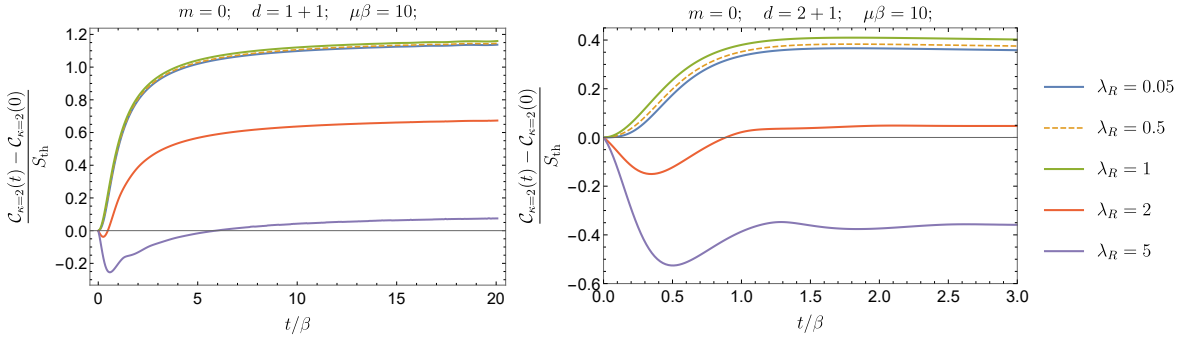 m = 0;   d = 1 + 1;   μβ = 10;
𝒞κ=2(t) − 𝒞κ=2(0)
Sth
1.2
1.0
0.8
0.6
0.4
0.2
0.0
−0.2
0
5
10
15
20
t/β
m = 0;   d = 2 + 1;   μβ = 10;
𝒞κ=2(t) − 𝒞κ=2(0)
Sth
0.4
0.2
0.0
−0.2
−0.4
−0.6
0.0
0.5
1.0
1.5
2.0
2.5
3.0
t/β
λR = 0.05
λR = 0.5
λR = 1
λR = 2
λR = 5